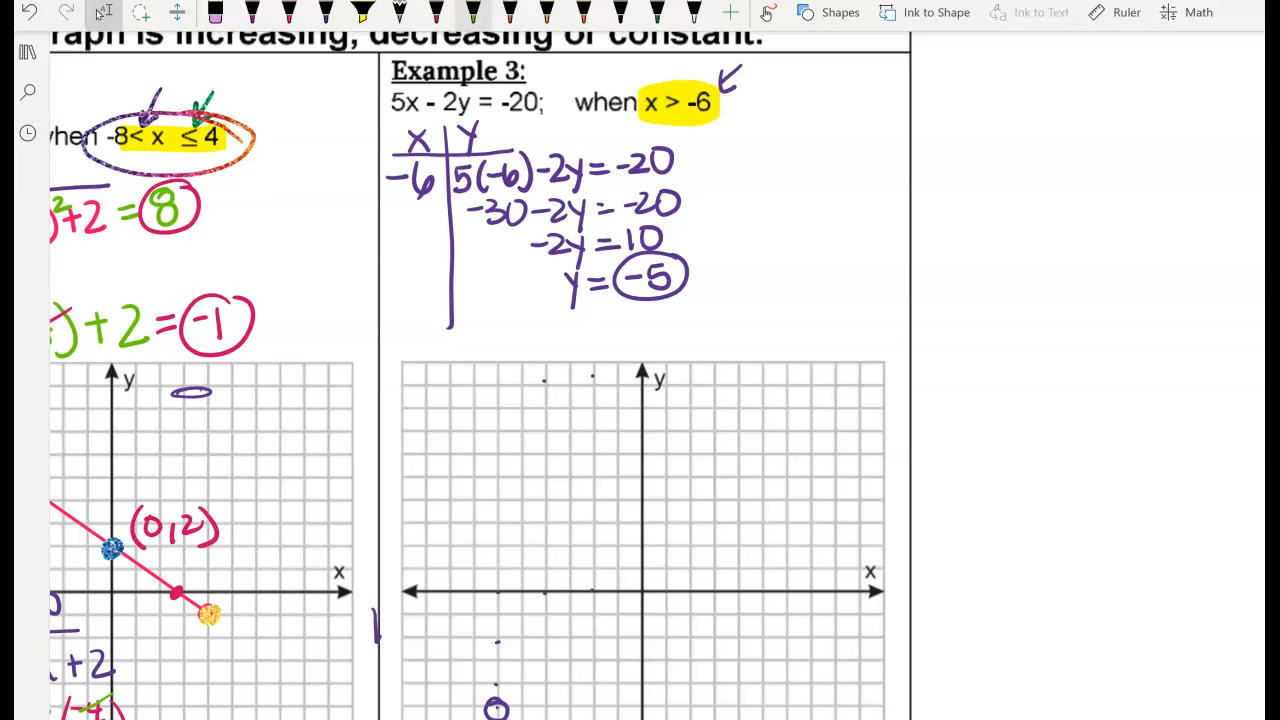 Shapes Ink to Shape Ink to Text Ruler Math
raph is increasing, decreasing or constant.
when -8< x ≤ 4
)²+2 = 8
) + 2 = -1
y
(0,2)
x
+2
Example 3:
5x - 2y = -20; when x > -6
x y
-6 5(-6) -2y = -20
-30 -2y = -20
-2y = 10
y = -5
y
x